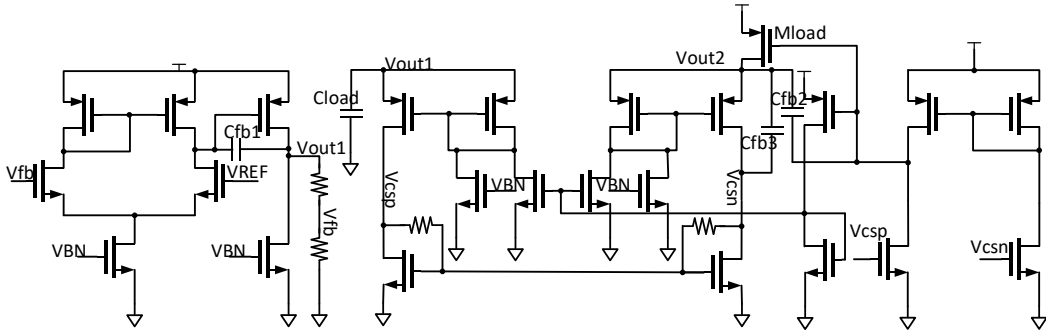 Mload
Vout1
Vout2
Cload
Cfb2
Cfb1
Vout1
Cfb3
Vfb
VREF
Vcsp
VBN
VBN
Vcsn
Vfb
VBN
VBN
Vcsp
Vcsn